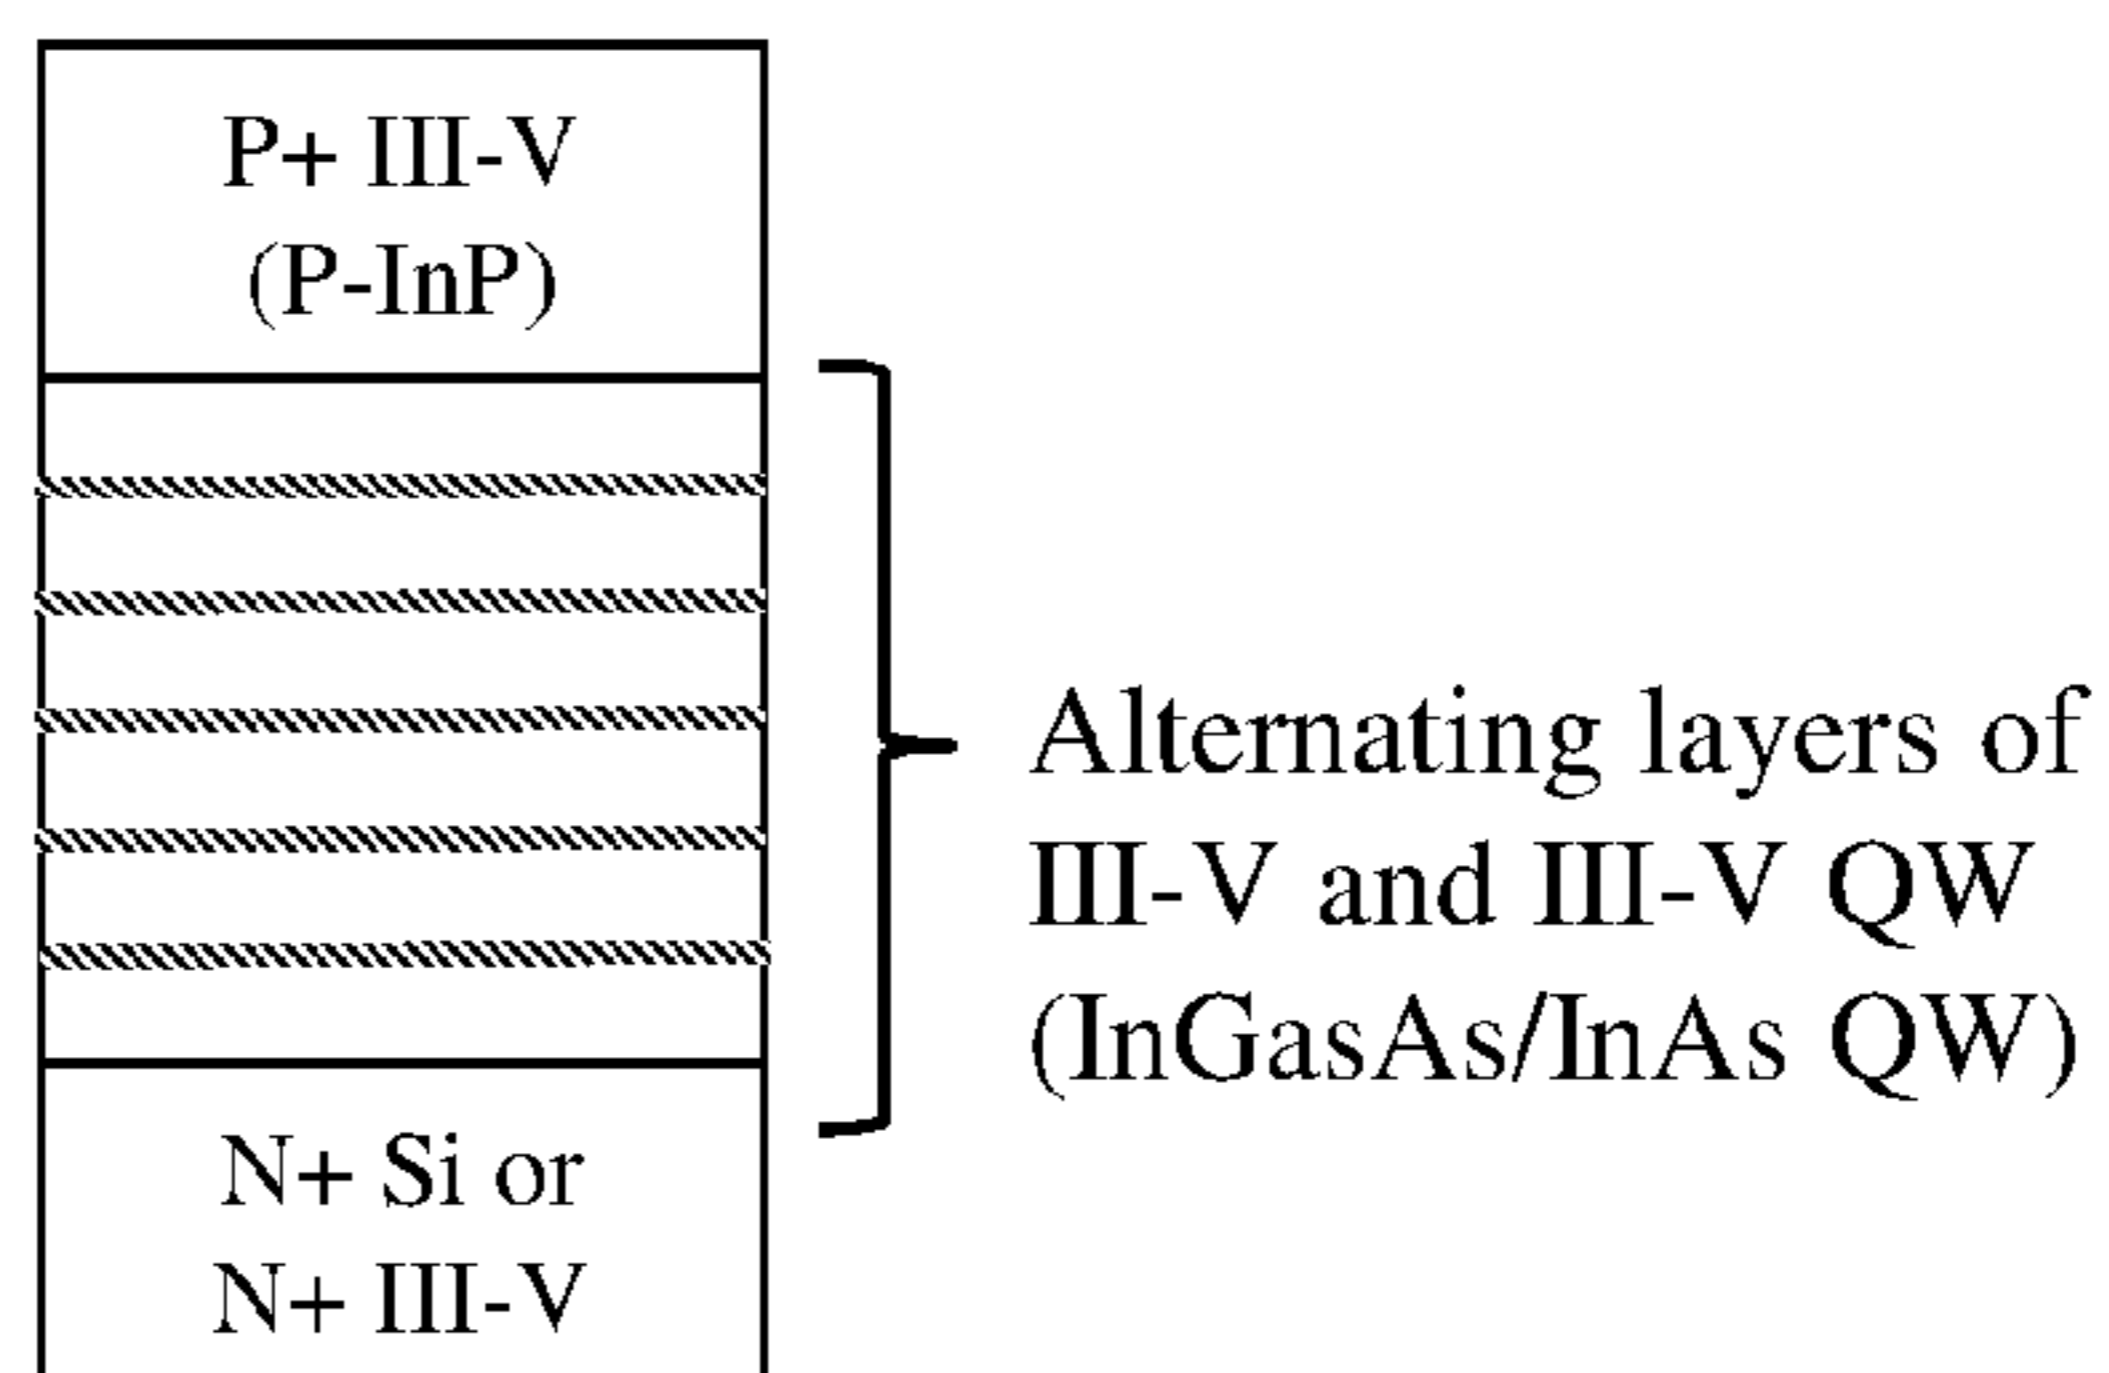 P+ III-V
(P-InP)
Alternating layers of
III-V and III-V QW
(InGasAs/InAs QW)
N+ Si or
N+ III-V